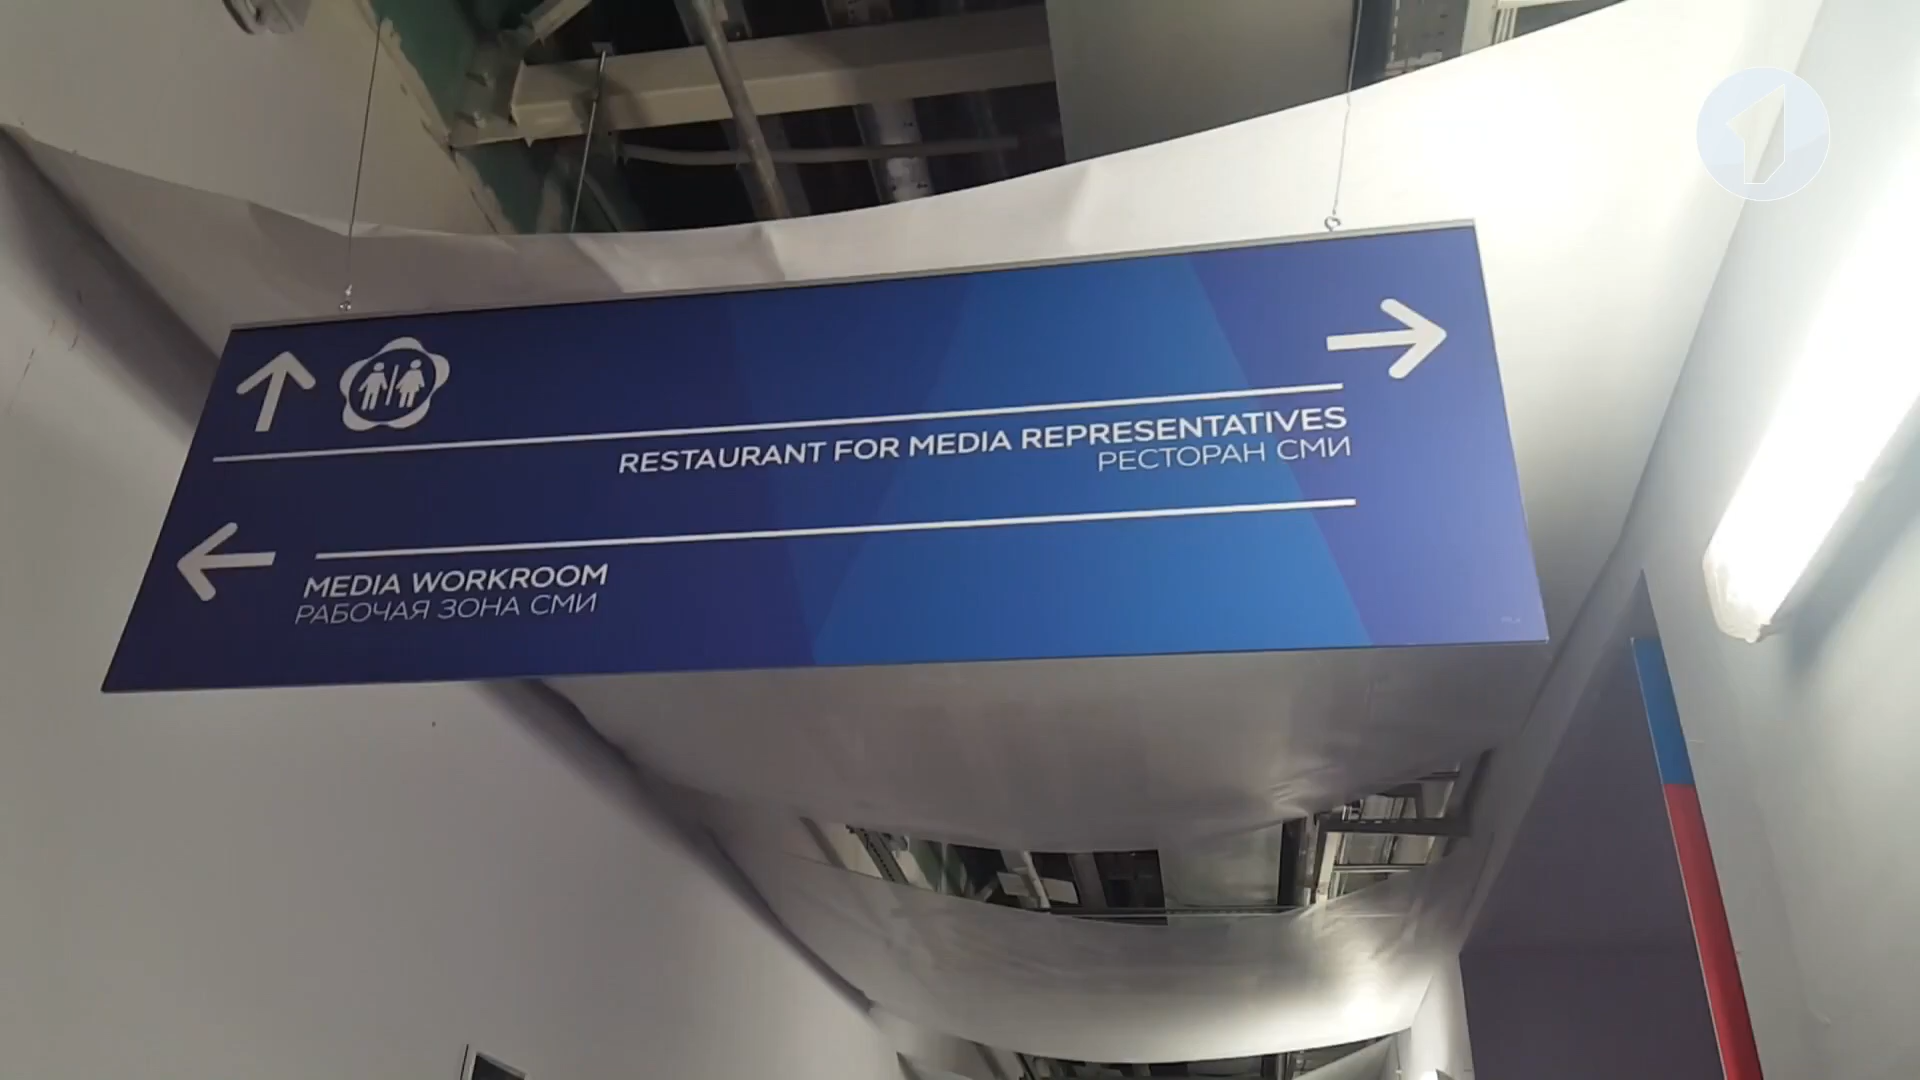 RESTAURANT FOR MEDIA REPRESENTATIVES
РЕСТОРАН СМИ
MEDIA WORKROOM
РАБОЧАЯ ЗОНА СМИ